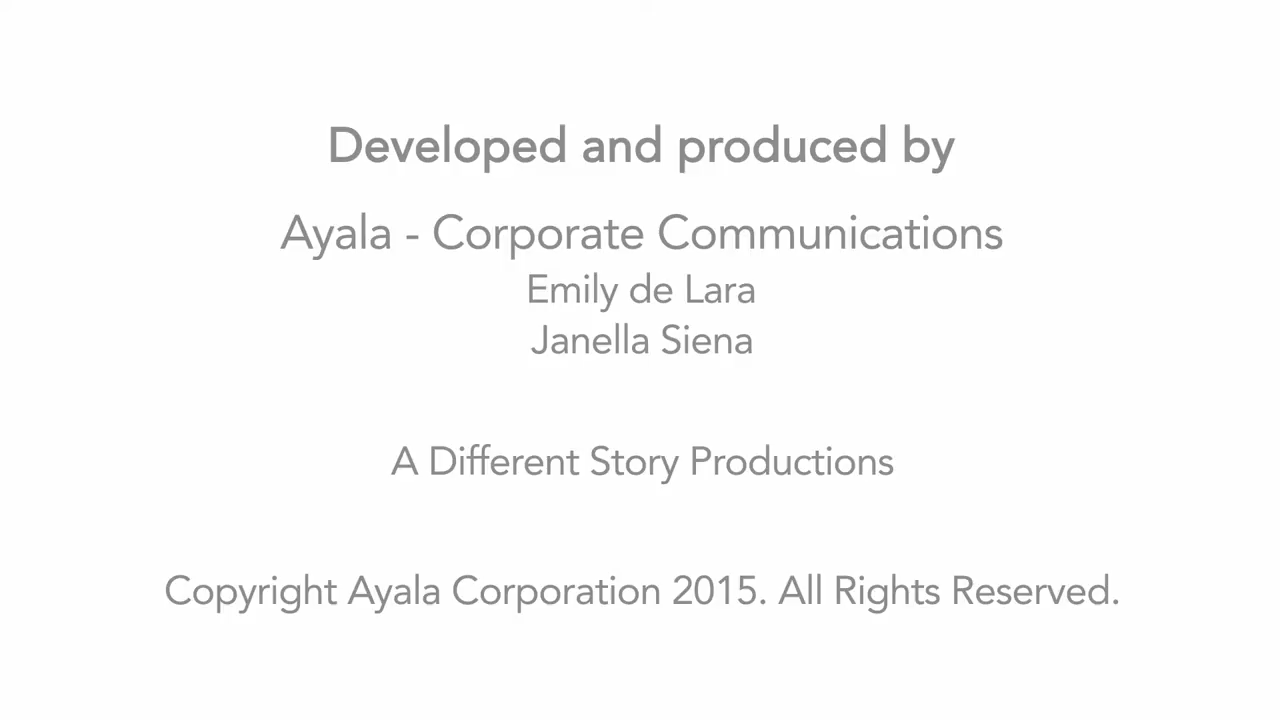 Developed and produced by
Ayala - Corporate Communications
Emily de Lara
Janella Siena
A Different Story Productions
Copyright Ayala Corporation 2015. All Rights Reserved.